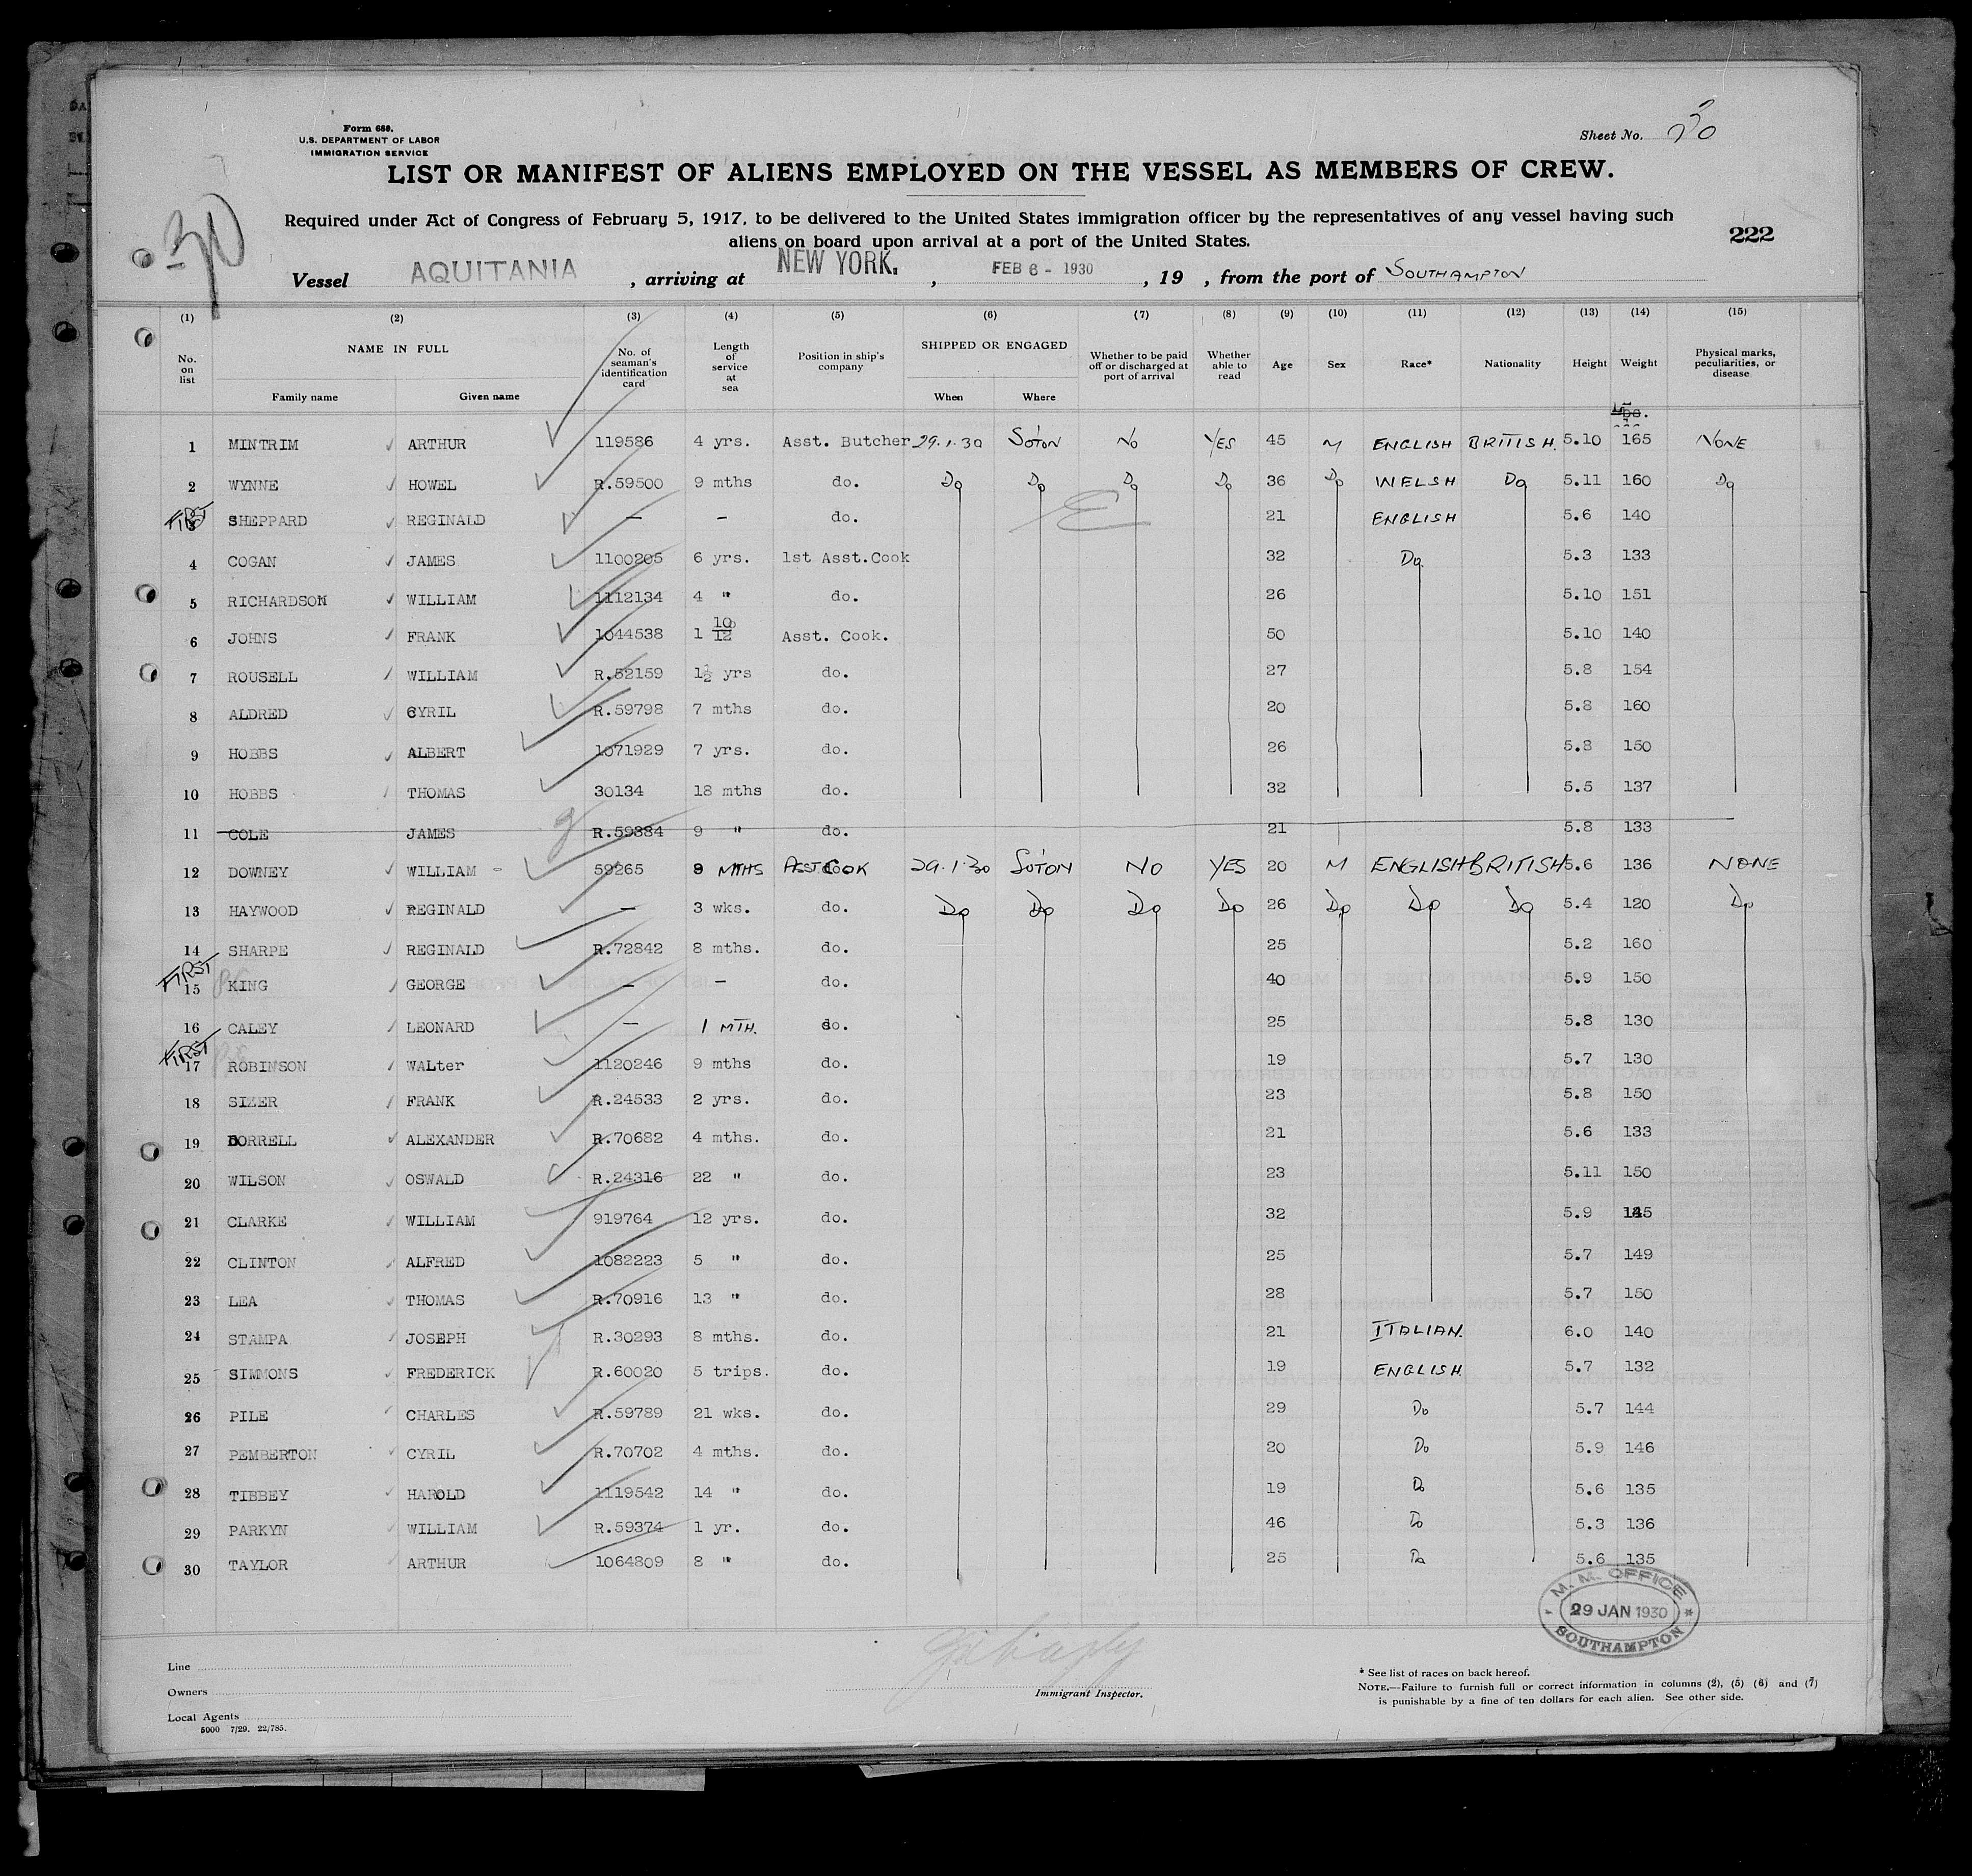 Form 680.
U.S. DEPARTMENT OF LABOR
IMMIGRATION SERVICE
Sheet No. 30
30
LIST OR MANIFEST OF ALIENS EMPLOYED ON THE VESSEL AS MEMBERS OF CREW.
Required under Act of Congress of February 5, 1917, to be delivered to the United States immigration officer by the representatives of any vessel having such
aliens on board upon arrival at a port of the United States.
222
Vessel AQUITANIA , arriving at NEW YORK. , FEB 6 - 1930 , 19 , from the port of SOUTHAMPTON
(1) (2) (3) (4) (5) (6) (7) (8) (9) (10) (11) (12) (13) (14) (15)
No. on list NAME IN FULL Family name Given name No. of seaman's identification card Length of service at sea Position in ship's company SHIPPED OR ENGAGED When Where Whether to be paid off or discharged at port of arrival Whether able to read Age Sex Race* Nationality Height Weight Physical marks, peculiarities, or disease
1 MINTRIM ARTHUR 119586 4 yrs. Asst. Butcher 29.1.30 SOTON NO YES 45 M ENGLISH BRITISH. 5.10 165 NONE
2 WYNNE HOWEL R.59500 9 mths do. Do Do Do Do 36 Do WELSH Do 5.11 160 Do
FIRST 3 SHEPPARD REGINALD — - do. 21 ENGLISH 5.6 140
4 COGAN JAMES 1100205 6 yrs. 1st Asst.Cook 32 Do 5.3 133
5 RICHARDSON WILLIAM 1112134 4 " do. 26 5.10 151
6 JOHNS FRANK 1044538 1 10/12 Asst. Cook. 50 5.10 140
7 ROUSELL WILLIAM R.52159 1½ yrs do. 27 5.8 154
8 ALDRED CYRIL R.59798 7 mths do. 20 5.8 160
9 HOBBS ALBERT 1071929 7 yrs. do. 26 5.8 150
10 HOBBS THOMAS 30134 18 mths do. 32 5.5 137
11 COLE JAMES R.59384 9 " do. 21 5.8 133
12 DOWNEY WILLIAM - 59265 9 MTHS ASST COOK 29.1.30 SOTON NO YES 20 M ENGLISH BRITISH 5.6 136 NONE
13 HAYWOOD REGINALD — 3 wks. do. Do Do Do Do 26 Do Do Do 5.4 120 Do
14 SHARPE REGINALD R.72842 8 mths. do. 25 5.2 160
FIRST 15 KING GEORGE — - do. 40 5.9 150
16 CALEY LEONARD — 1 MTH. do. 25 5.8 130
FIRST 17 ROBINSON WALter 1120246 9 mths do. 19 5.7 130
18 SIZER FRANK R.24533 2 yrs. do. 23 5.8 150
19 DORRELL ALEXANDER R.70682 4 mths. do. 21 5.6 133
20 WILSON OSWALD R.24316 22 " do. 23 5.11 150
21 CLARKE WILLIAM 919764 12 yrs. do. 32 5.9
22 CLINTON ALFRED 1082223 5 " do. 25 5.7 149
23 LEA THOMAS R.70916 13 " do. 28 5.7 150
24 STAMPA JOSEPH R.30293 8 mths. do. 21 ITALIAN. 6.0 140
25 SIMMONS FREDERICK R.60020 5 trips. do. 19 ENGLISH. 5.7 132
26 PILE CHARLES R.59789 21 wks. do. 29 Do 5.7 144
27 PEMBERTON CYRIL R.70702 4 mths. do. 20 Do 5.9 146
28 TIBBEY HAROLD 1119542 14 " do. 19 Do 5.6 135
29 PARKYN WILLIAM R.59374 1 yr. do. 46 Do 5.3 136
30 TAYLOR ARTHUR 1064809 8 " do. 25 Do 5.6 135
M. M. OFFICE
29 JAN 1930
SOUTHAMPTON
Line
Owners
Local Agents
5000 7/29. 22/785.
Immigrant Inspector.
* See list of races on back hereof.
NOTE.—Failure to furnish full or correct information in columns (2), (5) (6) and (7)
is punishable by a fine of ten dollars for each alien. See other side.